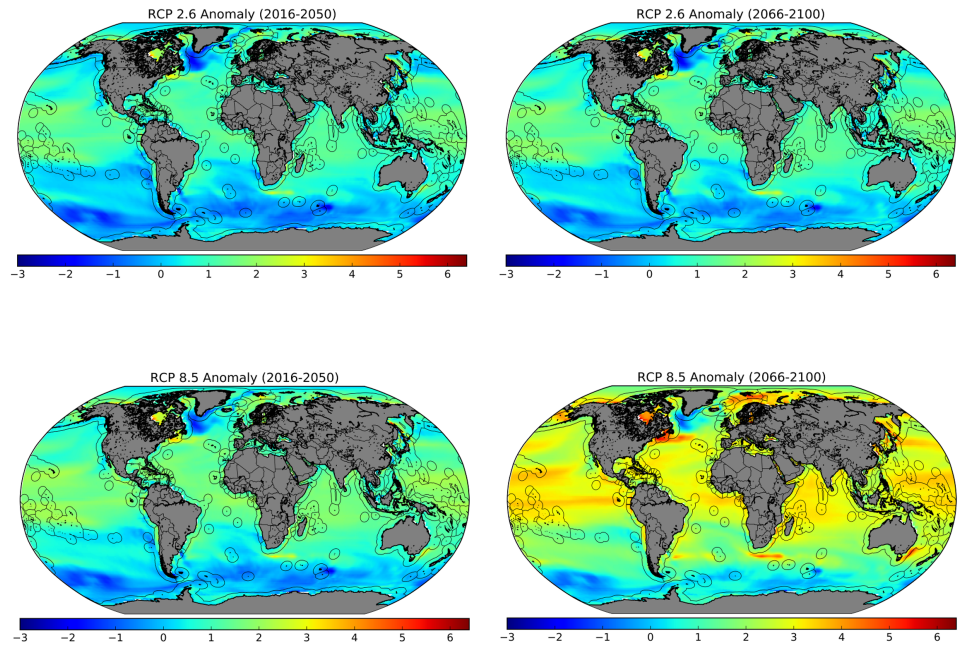 RCP 2.6 Anomaly (2016-2050)
RCP 2.6 Anomaly (2066-2100)
−3 −2 −1 0 1 2 3 4 5 6
−3 −2 −1 0 1 2 3 4 5 6
RCP 8.5 Anomaly (2016-2050)
RCP 8.5 Anomaly (2066-2100)
−3 −2 −1 0 1 2 3 4 5 6
−3 −2 −1 0 1 2 3 4 5 6